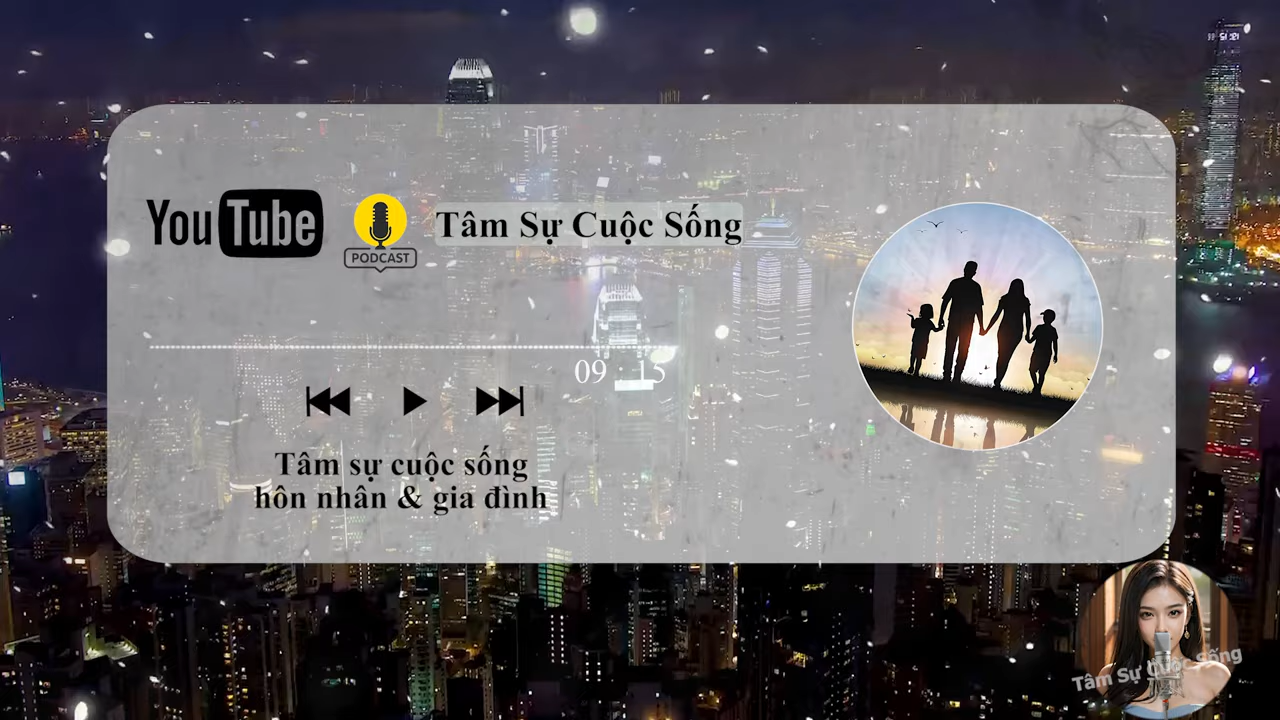 YouTube
PODCAST
Tâm Sự Cuộc Sống
09 : 15
Tâm sự cuộc sống
hôn nhân & gia đình
Tâm Sự Cuộc Sống